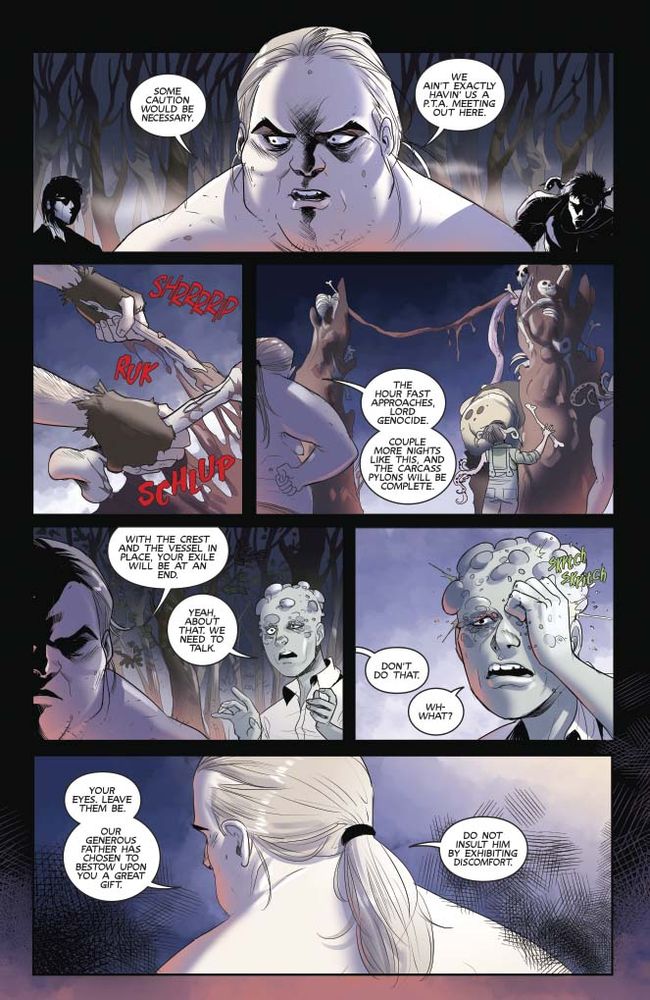 SOME
CAUTION
WOULD BE
NECESSARY.
WE
AIN'T EXACTLY
HAVIN' US A
P.T.A. MEETING
OUT HERE.
SHRRRRIP
RUK
SCHLUP
THE
HOUR FAST
APPROACHES,
LORD
GENOCIDE.
COUPLE
MORE NIGHTS
LIKE THIS, AND
THE CARCASS
PYLONS WILL BE
COMPLETE.
WITH THE CREST
AND THE VESSEL IN
PLACE, YOUR EXILE
WILL BE AT AN
END.
YEAH,
ABOUT
THAT. WE
NEED TO
TALK.
SKRTCH
SKRTCH
DON'T
DO THAT.
WH-
WHAT?
YOUR
EYES. LEAVE
THEM BE.
OUR
GENEROUS
FATHER HAS
CHOSEN TO
BESTOW UPON
YOU A GREAT
GIFT.
DO NOT
INSULT HIM
BY EXHIBITING
DISCOMFORT.